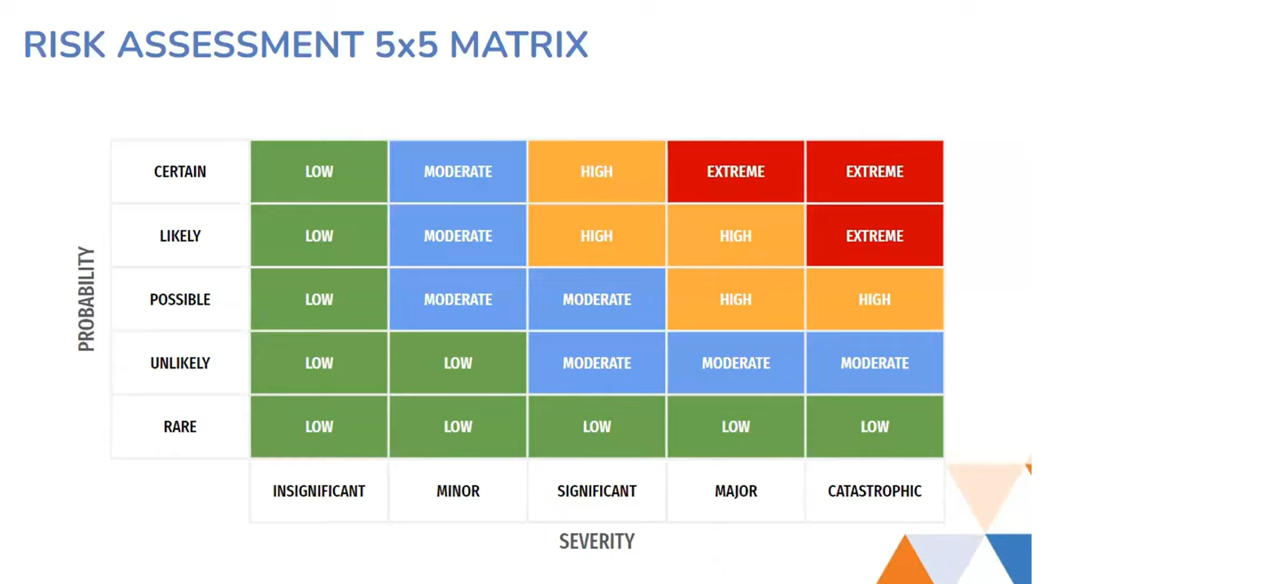 RISK ASSESSMENT 5x5 MATRIX
PROBABILITY
CERTAIN LOW MODERATE HIGH EXTREME EXTREME
LIKELY LOW MODERATE HIGH HIGH EXTREME
POSSIBLE LOW MODERATE MODERATE HIGH HIGH
UNLIKELY LOW LOW MODERATE MODERATE MODERATE
RARE LOW LOW LOW LOW LOW
INSIGNIFICANT MINOR SIGNIFICANT MAJOR CATASTROPHIC
SEVERITY